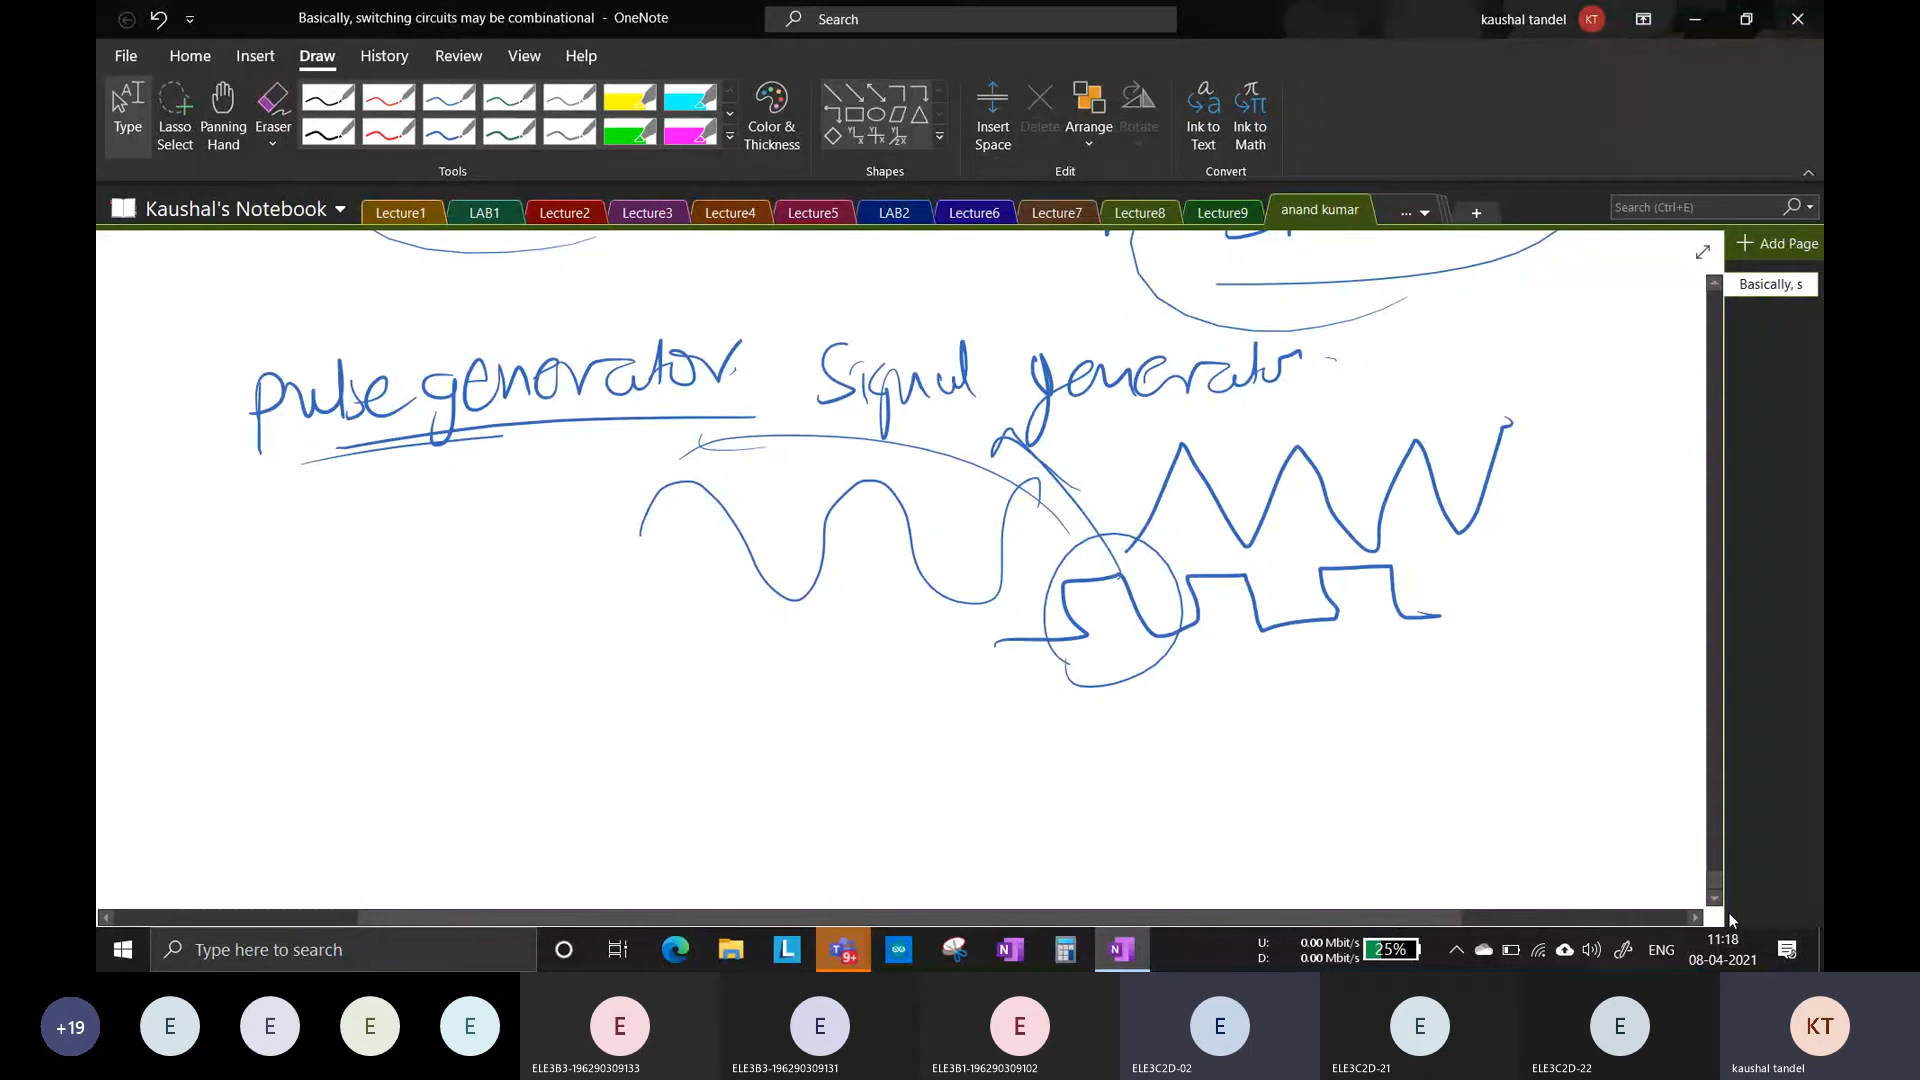 Basically, switching circuits may be combinational - OneNote
Search
kaushal tandel
KT
File Home Insert Draw History Review View Help
Type
Lasso Select
Panning Hand
Eraser
Color & Thickness
Insert Space
Delete
Arrange
Rotate
Ink to Text
Ink to Math
Tools
Shapes
Edit
Convert
Kaushal's Notebook
Lecture1 LAB1 Lecture2 Lecture3 Lecture4 Lecture5 LAB2 Lecture6 Lecture7 Lecture8 Lecture9 anand kumar ... +
Search (Ctrl+E)
Add Page
Basically, s
pulse generator. Signal generator
Type here to search
U: 0.00 Mbit/s
D: 0.00 Mbit/s
25%
ENG
11:18
08-04-2021
9+
+19 E E E E E E E E E E KT
ELE3B3-196290309133 ELE3B3-196290309131 ELE3B1-196290309102 ELE3C2D-02 ELE3C2D-21 ELE3C2D-22 kaushal tandel